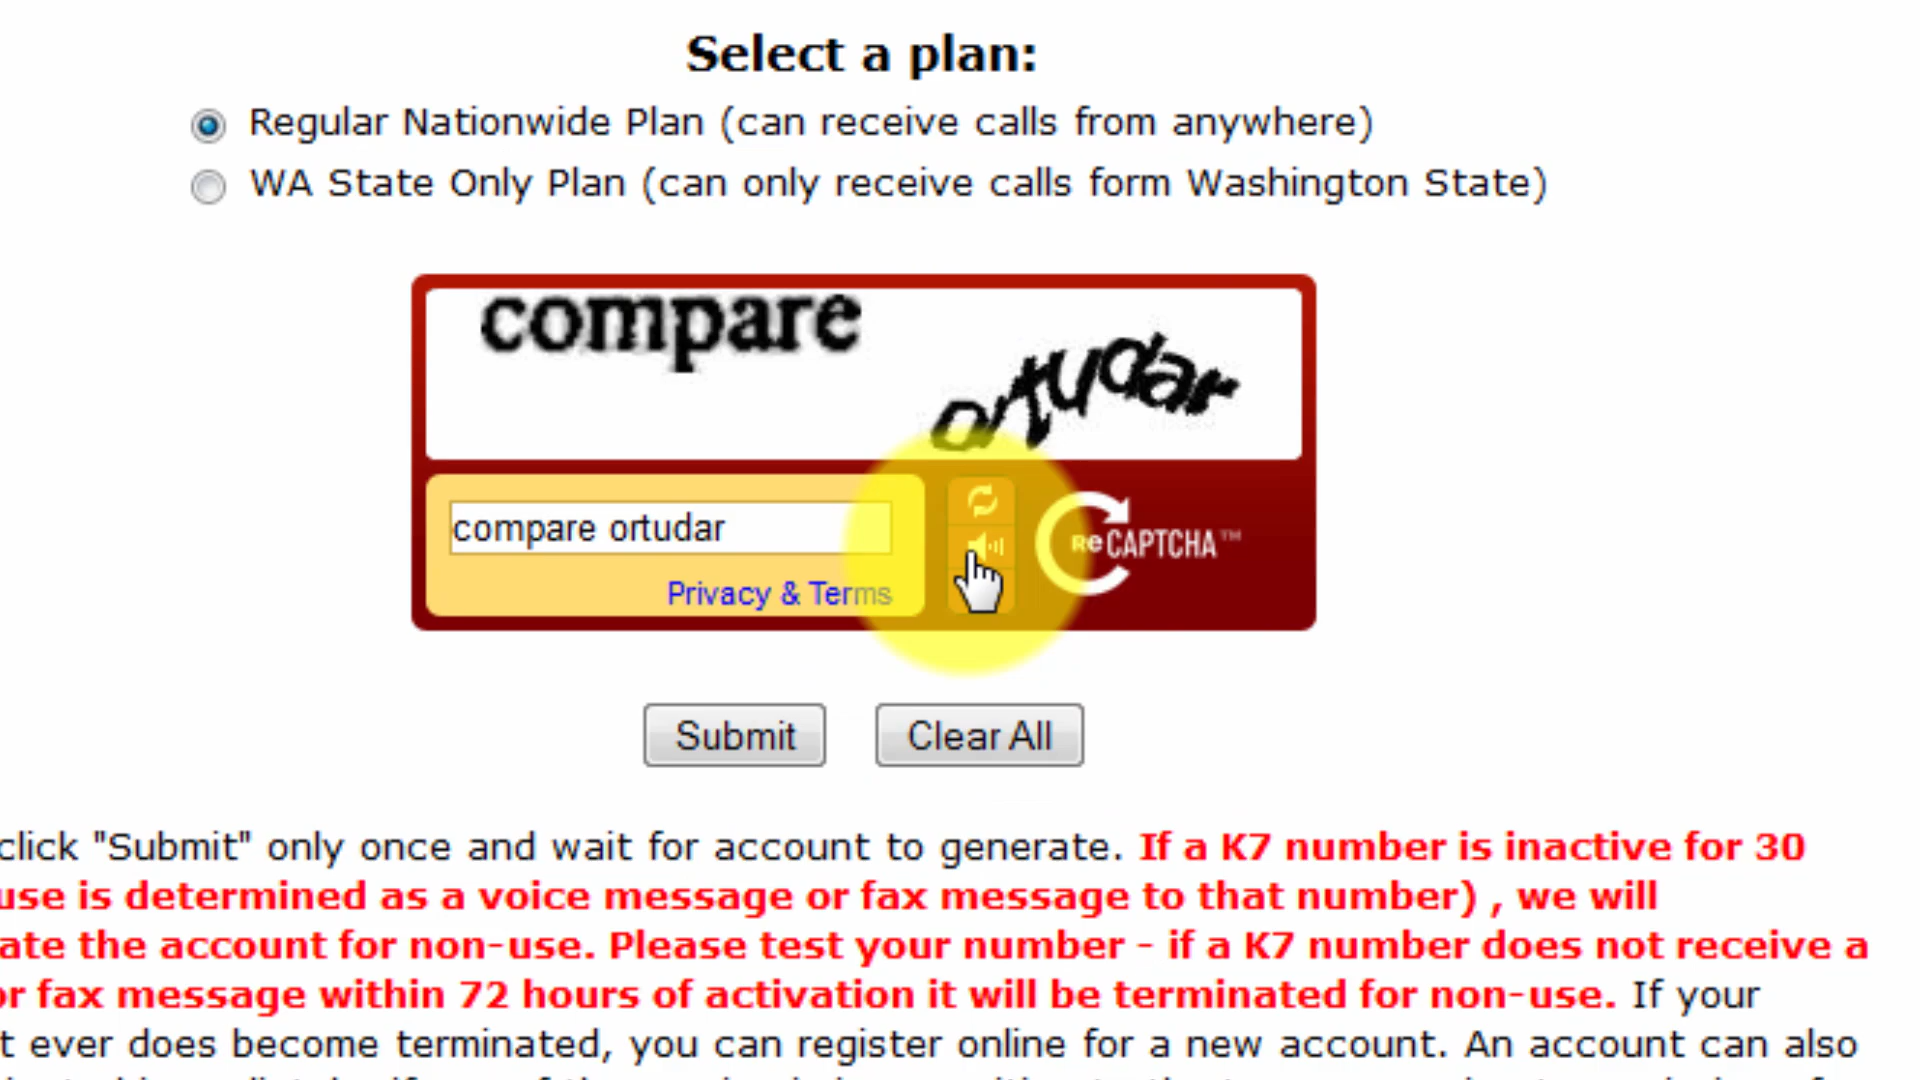 Select a plan:
Regular Nationwide Plan (can receive calls from anywhere)
WA State Only Plan (can only receive calls form Washington State)
compare
ortudar
compare ortudar
Privacy & Terms
reCAPTCHA™
Submit
Clear All
click "Submit" only once and wait for account to generate. If a K7 number is inactive for 30
use is determined as a voice message or fax message to that number) , we will
ate the account for non-use. Please test your number - if a K7 number does not receive a
or fax message within 72 hours of activation it will be terminated for non-use. If your
t ever does become terminated, you can register online for a new account. An account can also